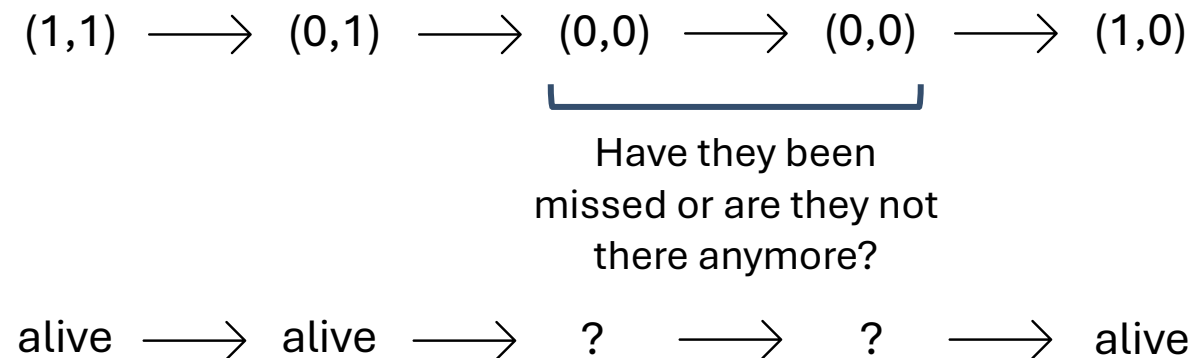 (1,1) ⟶ (0,1) ⟶ (0,0) ⟶ (0,0) ⟶ (1,0)
Have they been
missed or are they not
there anymore?
alive ⟶ alive ⟶ ? ⟶ ? ⟶ alive